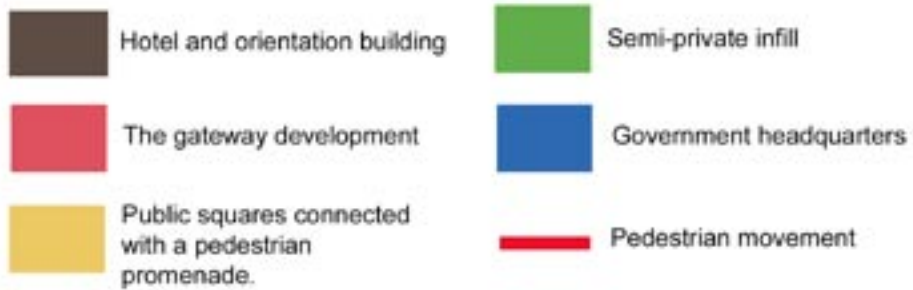 Hotel and orientation building
The gateway development
Public squares connected
with a pedestrian
promenade.
Semi-private infill
Government headquarters
Pedestrian movement